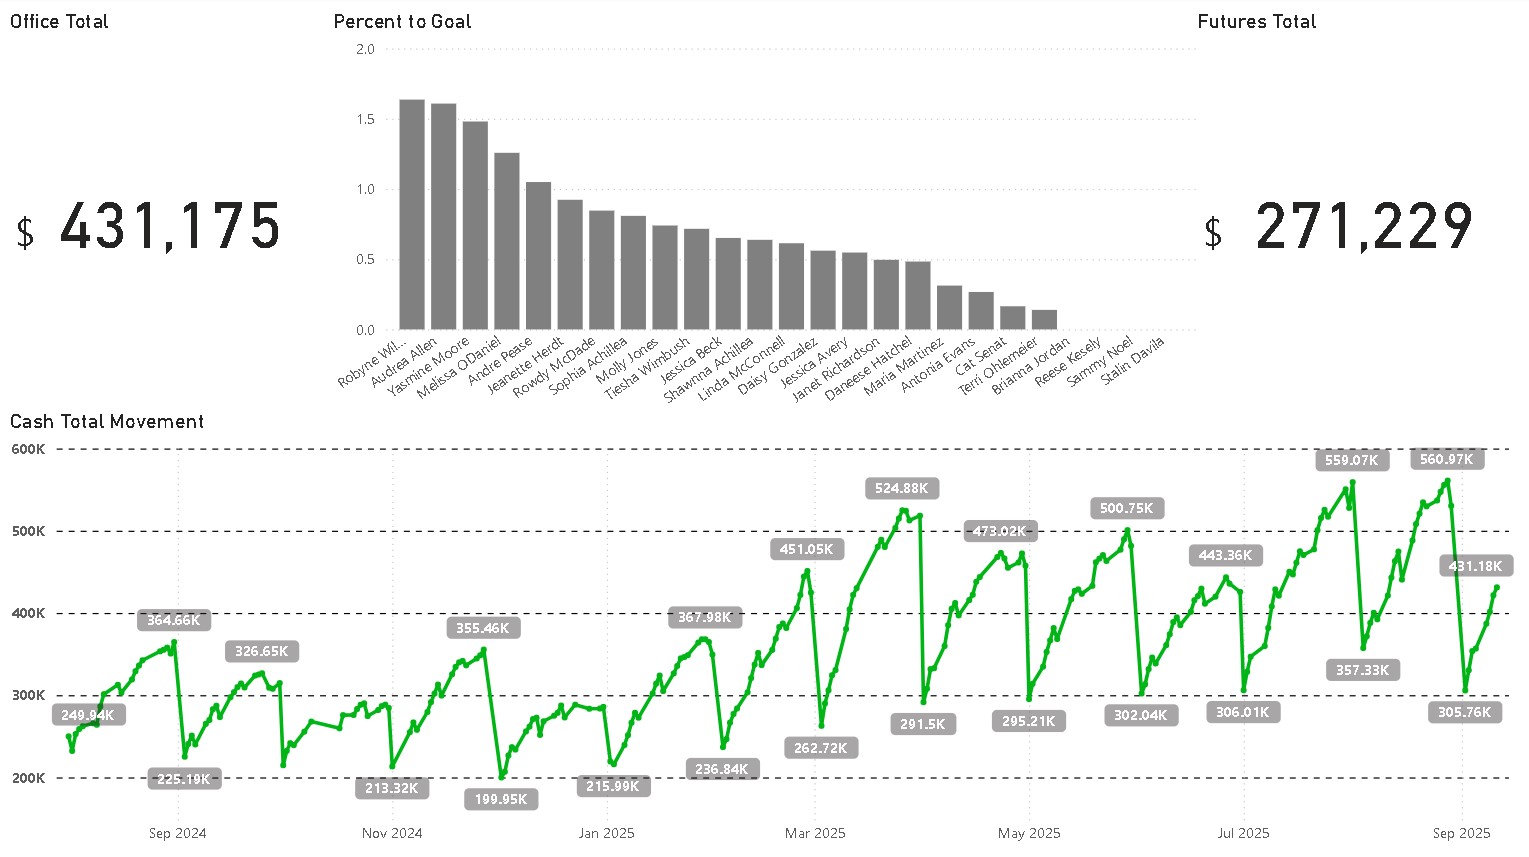 Office Total
$ 431,175
Percent to Goal
2.0
1.5
1.0
0.5
0.0
Robyne Wil...
Audrea Allen
Yasmine Moore
Melissa ODaniel
Andre Pease
Jeanette Herdt
Rowdy McDade
Sophia Achillea
Molly Jones
Tiesha Wimbush
Jessica Beck
Shawnna Achillea
Linda McConnell
Daisy Gonzalez
Jessica Avery
Janet Richardson
Daneese Hatchel
Maria Martinez
Antonia Evans
Cat Senat
Terri Ohlemeier
Brianna Jordan
Reese Kesely
Sammy Noel
Stalin Davila
Futures Total
$ 271,229
Cash Total Movement
600K
500K
400K
300K
200K
249.94K
364.66K
225.19K
326.65K
213.32K
355.46K
199.95K
215.99K
367.98K
236.84K
451.05K
262.72K
524.88K
291.5K
473.02K
295.21K
500.75K
302.04K
443.36K
306.01K
559.07K
357.33K
560.97K
305.76K
431.18K
Sep 2024
Nov 2024
Jan 2025
Mar 2025
May 2025
Jul 2025
Sep 2025